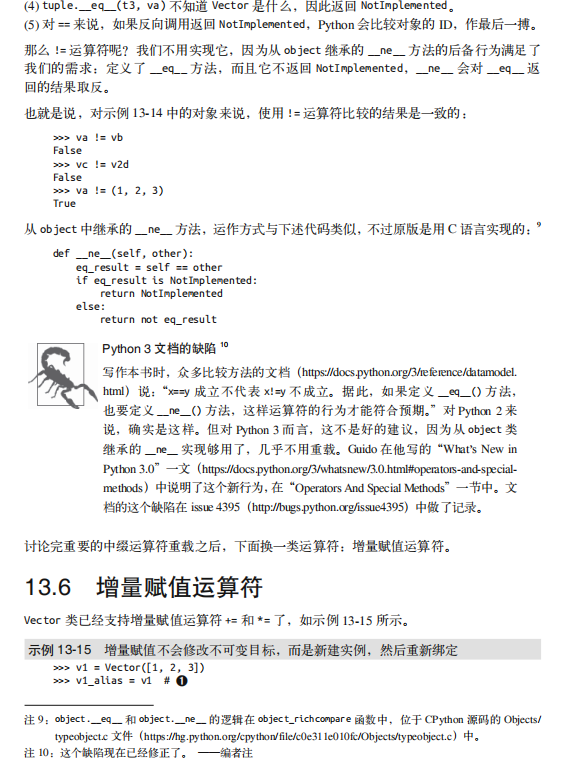 (4) tuple.__eq__(t3, va) 不知道 Vector 是什么，因此返回 NotImplemented。
(5) 对 == 来说，如果反向调用返回 NotImplemented，Python 会比较对象的 ID，作最后一搏。
那么 != 运算符呢？我们不用实现它，因为从 object 继承的 __ne__ 方法的后备行为满足了
我们的需求：定义了 __eq__ 方法，而且它不返回 NotImplemented，__ne__ 会对 __eq__ 返
回的结果取反。
也就是说，对示例 13-14 中的对象来说，使用 != 运算符比较的结果是一致的：
>>> va != vb
False
>>> vc != v2d
False
>>> va != (1, 2, 3)
True
从 object 中继承的 __ne__ 方法，运作方式与下述代码类似，不过原版是用 C 语言实现的：9
def __ne__(self, other):
    eq_result = self == other
    if eq_result is NotImplemented:
        return NotImplemented
    else:
        return not eq_result
Python 3 文档的缺陷 10
写作本书时，众多比较方法的文档（https://docs.python.org/3/reference/datamodel.
html）说：“x==y 成立不代表 x!=y 不成立。据此，如果定义 __eq__() 方法，
也要定义 __ne__() 方法，这样运算符的行为才能符合预期。”对 Python 2 来
说，确实是这样。但对 Python 3 而言，这不是好的建议，因为从 object 类
继承的 __ne__ 实现够用了，几乎不用重载。Guido 在他写的“What's New in
Python 3.0”一文（https://docs.python.org/3/whatsnew/3.0.html#operators-and-special-
methods）中说明了这个新行为，在“Operators And Special Methods”一节中。文
档的这个缺陷在 issue 4395（http://bugs.python.org/issue4395）中做了记录。
讨论完重要的中缀运算符重载之后，下面换一类运算符：增量赋值运算符。
13.6 增量赋值运算符
Vector 类已经支持增量赋值运算符 += 和 *= 了，如示例 13-15 所示。
示例 13-15 增量赋值不会修改不可变目标，而是新建实例，然后重新绑定
>>> v1 = Vector([1, 2, 3])
>>> v1_alias = v1 # ❶
注 9：object.__eq__ 和 object.__ne__ 的逻辑在 object_richcompare 函数中，位于 CPython 源码的 Objects/
typeobject.c 文件（https://hg.python.org/cpython/file/c0e311e010fc/Objects/typeobject.c）中。
注 10：这个缺陷现在已经修正了。 ——编者注